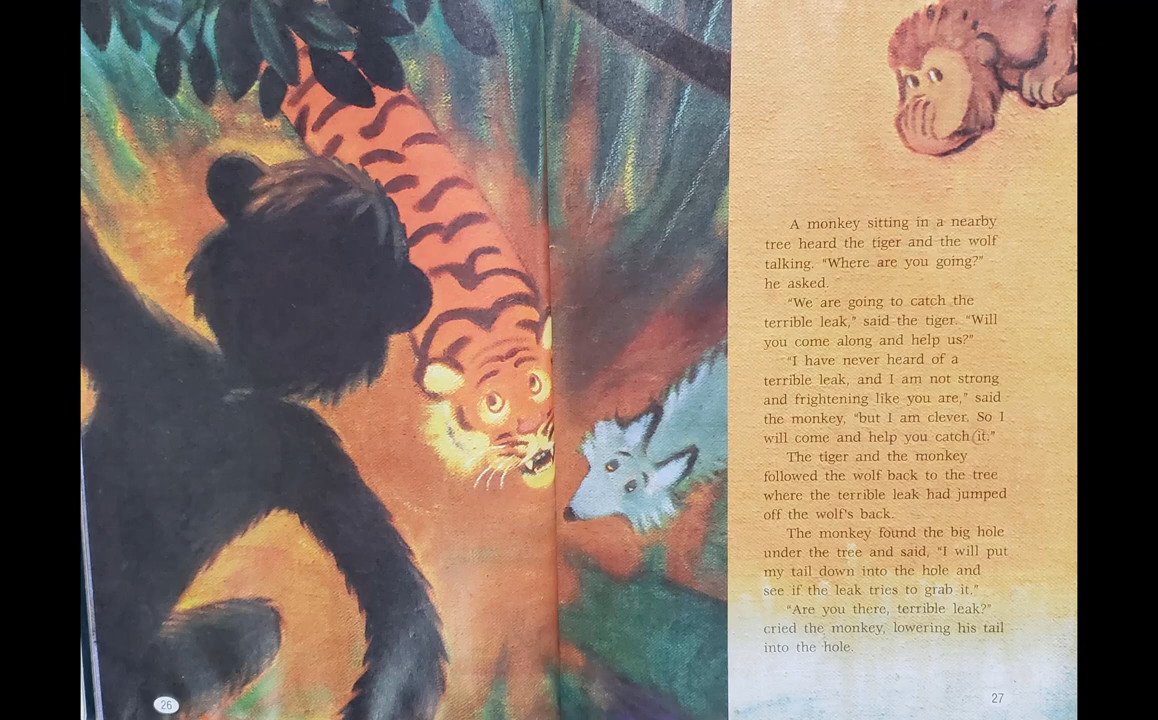 A monkey sitting in a nearby
tree heard the tiger and the wolf
talking. “Where are you going?”
he asked.
“We are going to catch the
terrible leak,” said the tiger. “Will
you come along and help us?”
“I have never heard of a
terrible leak, and I am not strong
and frightening like you are,” said
the monkey, “but I am clever. So I
will come and help you catch it.”
The tiger and the monkey
followed the wolf back to the tree
where the terrible leak had jumped
off the wolf's back.
The monkey found the big hole
under the tree and said, “I will put
my tail down into the hole and
see if the leak tries to grab it.”
“Are you there, terrible leak?”
cried the monkey, lowering his tail
into the hole.
26
27